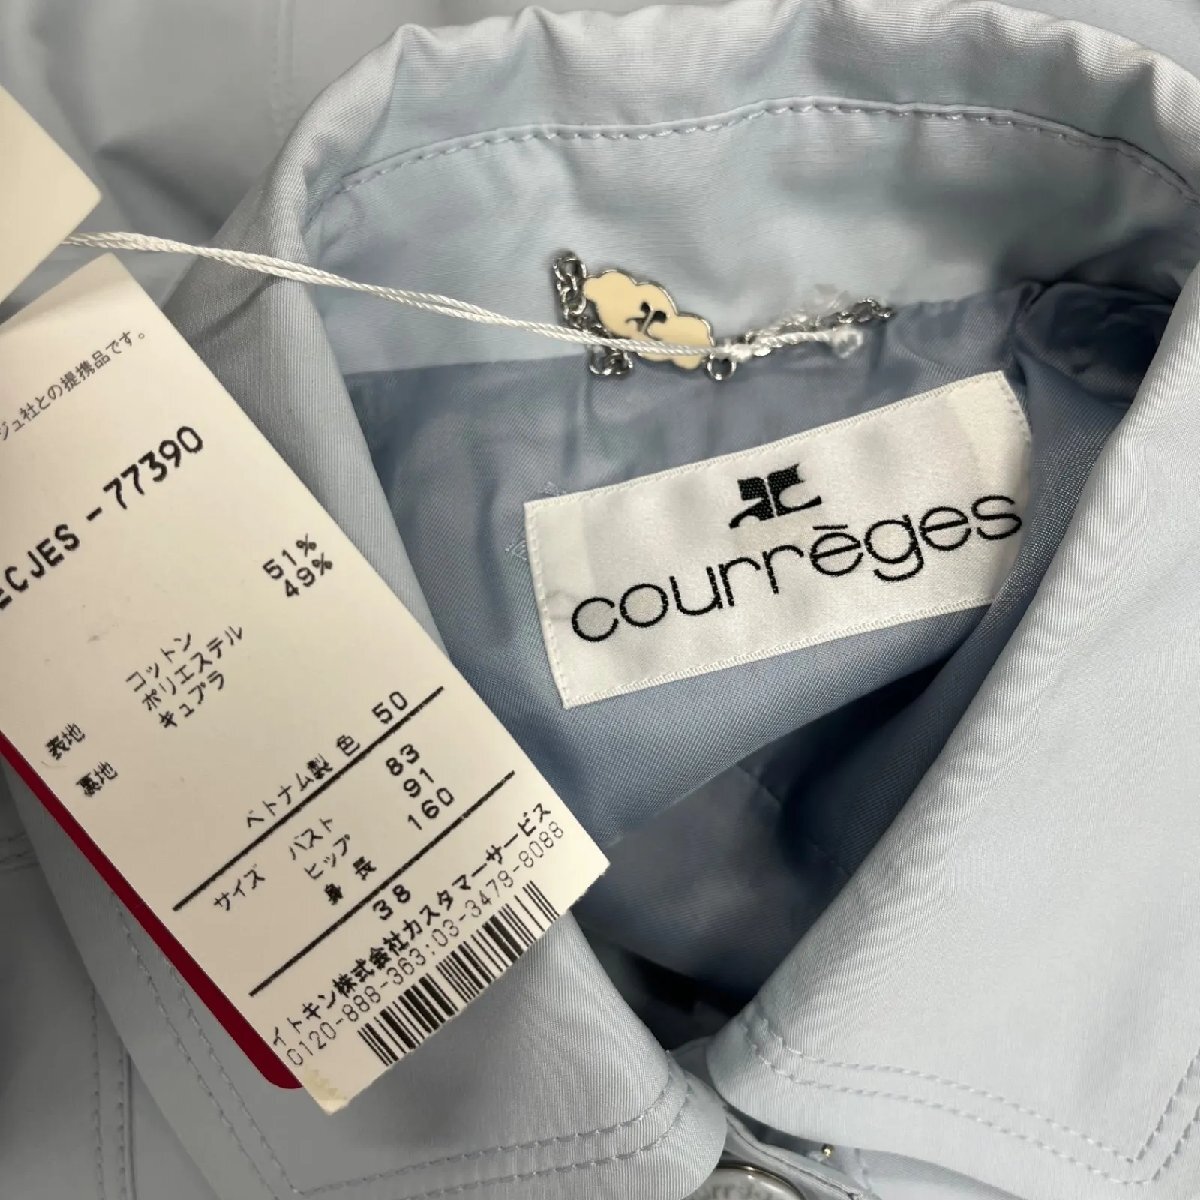 ジュ社との提携品です。
ECJES-77390
表地 コットン 51%
ポリエステル 49%
裏地 キュプラ
ベトナム製 色 50
サイズ バスト 83
ヒップ 91
身長 160
38
イトキン株式会社カスタマーサービス
0120-888-363:03-3478-8088
courrèges